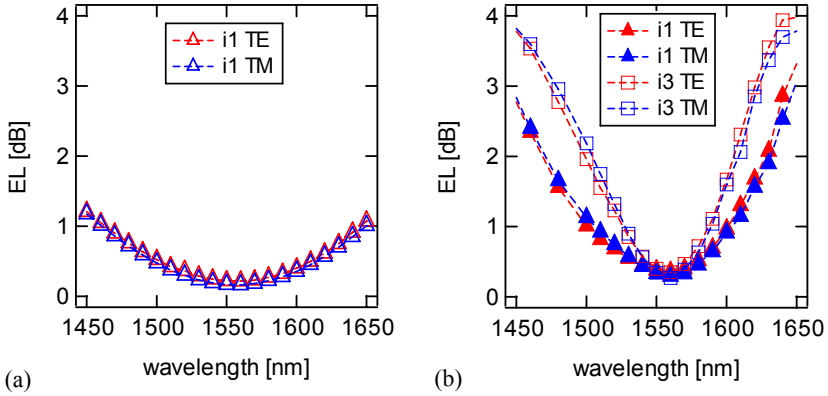 4
3
2
1
0
EL [dB]
i1 TE
i1 TM
1450
1500
1550
1600
1650
wavelength [nm]
(a)
4
3
2
1
0
EL [dB]
i1 TE
i1 TM
i3 TE
i3 TM
1450
1500
1550
1600
1650
wavelength [nm]
(b)